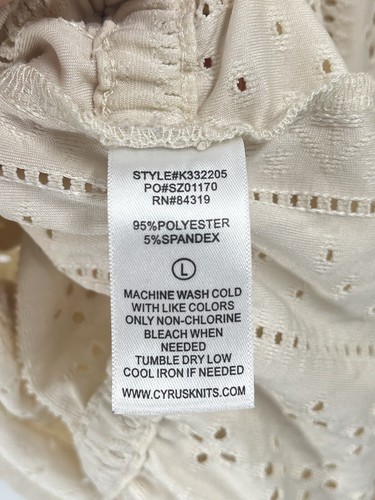 STYLE#K332205
PO#SZ01170
RN#84319
95%POLYESTER
5%SPANDEX
L
MACHINE WASH COLD
WITH LIKE COLORS
ONLY NON-CHLORINE
BLEACH WHEN
NEEDED
TUMBLE DRY LOW
COOL IRON IF NEEDED
WWW.CYRUSKNITS.COM